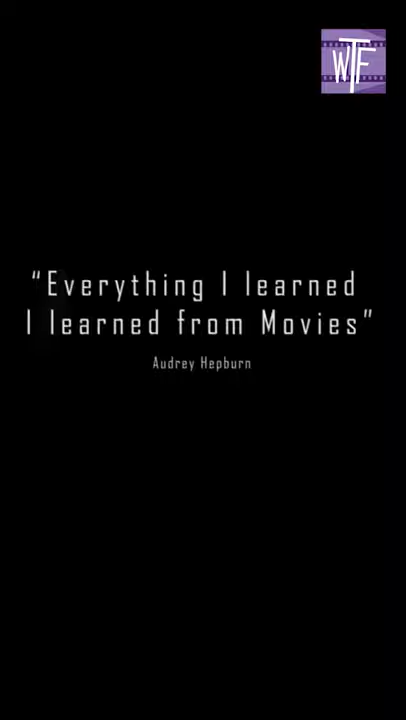 WTF
“Everything I learned
I learned from Movies”
Audrey Hepburn